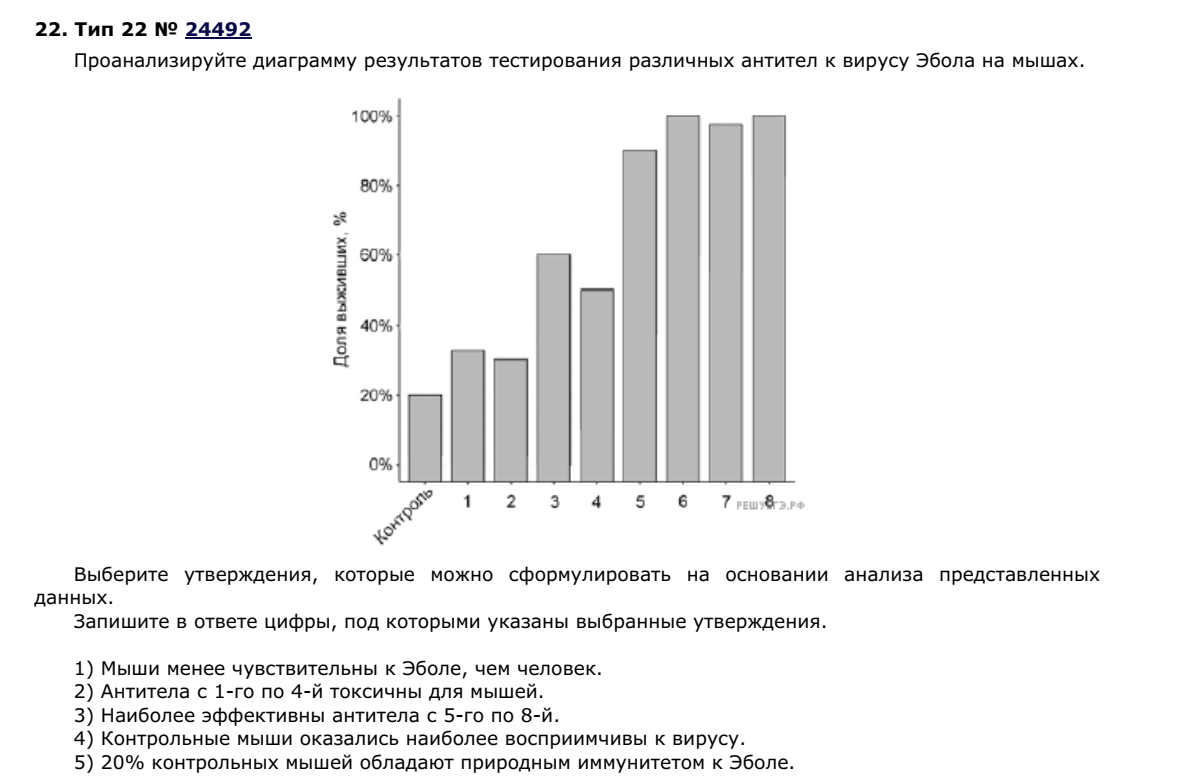 22. Тип 22 № 24492
Проанализируйте диаграмму результатов тестирования различных антител к вирусу Эбола на мышах.
100%
80%
60%
40%
20%
0%
Доля выживших, %
Контроль 1 2 3 4 5 6 7 8
Выберите утверждения, которые можно сформулировать на основании анализа представленных
данных.
Запишите в ответе цифры, под которыми указаны выбранные утверждения.
1) Мыши менее чувствительны к Эболе, чем человек.
2) Антитела с 1-го по 4-й токсичны для мышей.
3) Наиболее эффективны антитела с 5-го по 8-й.
4) Контрольные мыши оказались наиболее восприимчивы к вирусу.
5) 20% контрольных мышей обладают природным иммунитетом к Эболе.